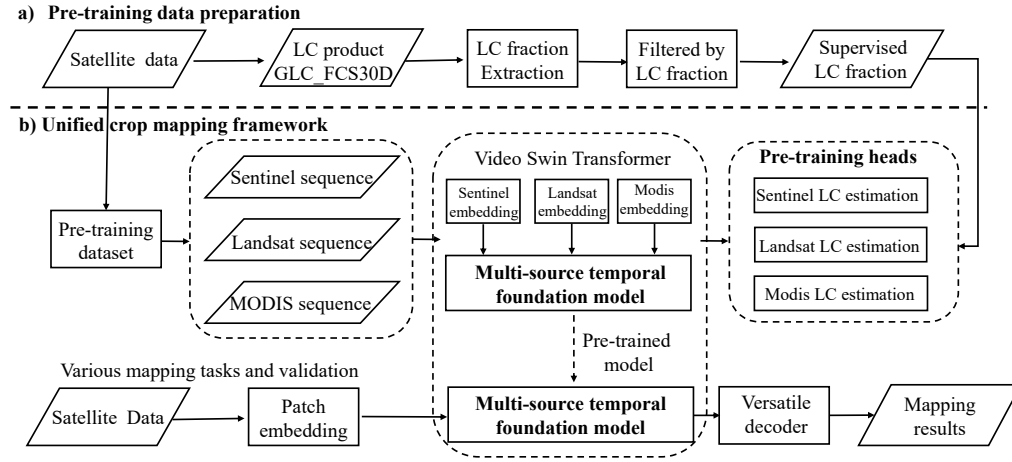 a) Pre-training data preparation
Satellite data
LC product
GLC_FCS30D
LC fraction
Extraction
Filtered by
LC fraction
Supervised
LC fraction
b) Unified crop mapping framework
Pre-training
dataset
Sentinel sequence
Landsat sequence
MODIS sequence
Video Swin Transformer
Sentinel
embedding
Landsat
embedding
Modis
embedding
Multi-source temporal
foundation model
Pre-trained
model
Pre-training heads
Sentinel LC estimation
Landsat LC estimation
Modis LC estimation
Various mapping tasks and validation
Satellite Data
Patch
embedding
Multi-source temporal
foundation model
Versatile
decoder
Mapping
results